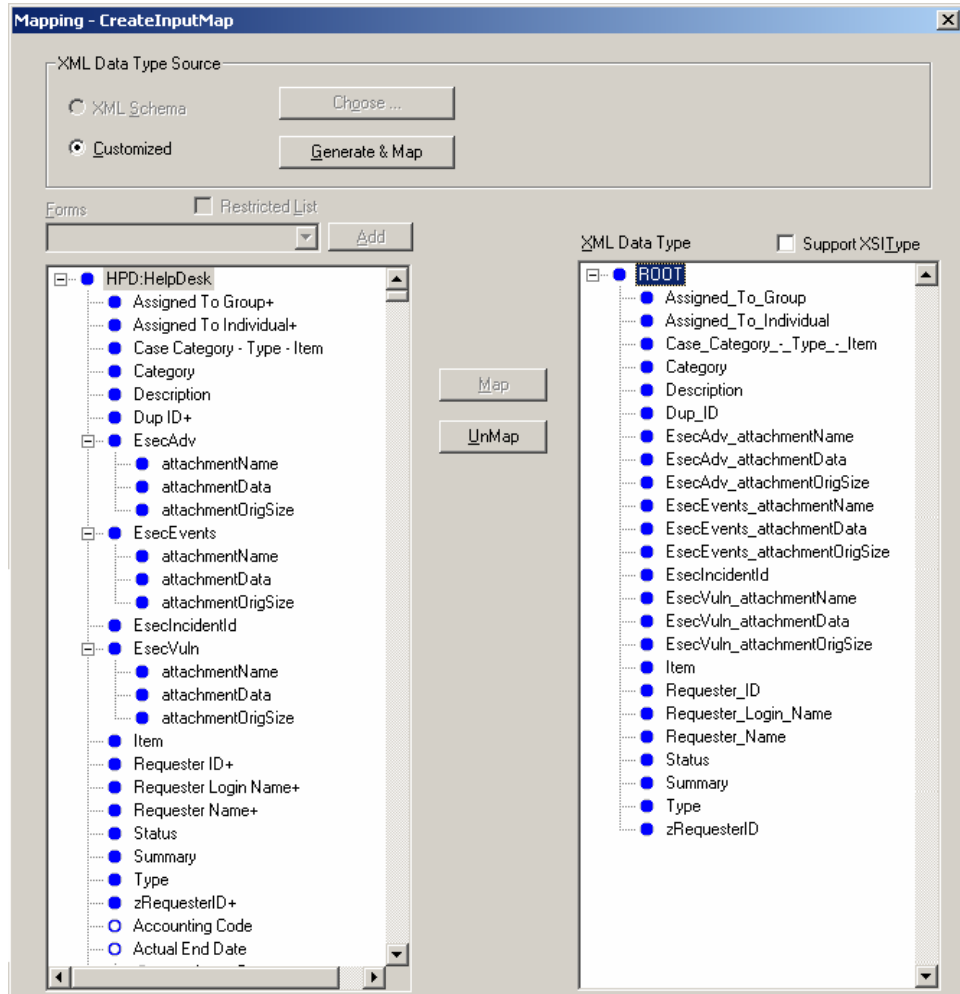 Mapping - CreateInputMap
XML Data Type Source
XML Schema
Choose ...
Customized
Generate & Map
Forms
Restricted List
Add
HPD:HelpDesk
Assigned To Group+
Assigned To Individual+
Case Category - Type - Item
Category
Description
Dup ID+
EsecAdv
attachmentName
attachmentData
attachmentOrigSize
EsecEvents
attachmentName
attachmentData
attachmentOrigSize
EsecIncidentId
EsecVuln
attachmentName
attachmentData
attachmentOrigSize
Item
Requester ID+
Requester Login Name+
Requester Name+
Status
Summary
Type
zRequesterID+
Accounting Code
Actual End Date
Map
UnMap
XML Data Type
Support XSIType
ROOT
Assigned_To_Group
Assigned_To_Individual
Case_Category_-_Type_-_Item
Category
Description
Dup_ID
EsecAdv_attachmentName
EsecAdv_attachmentData
EsecAdv_attachmentOrigSize
EsecEvents_attachmentName
EsecEvents_attachmentData
EsecEvents_attachmentOrigSize
EsecIncidentId
EsecVuln_attachmentName
EsecVuln_attachmentData
EsecVuln_attachmentOrigSize
Item
Requester_ID
Requester_Login_Name
Requester_Name
Status
Summary
Type
zRequesterID